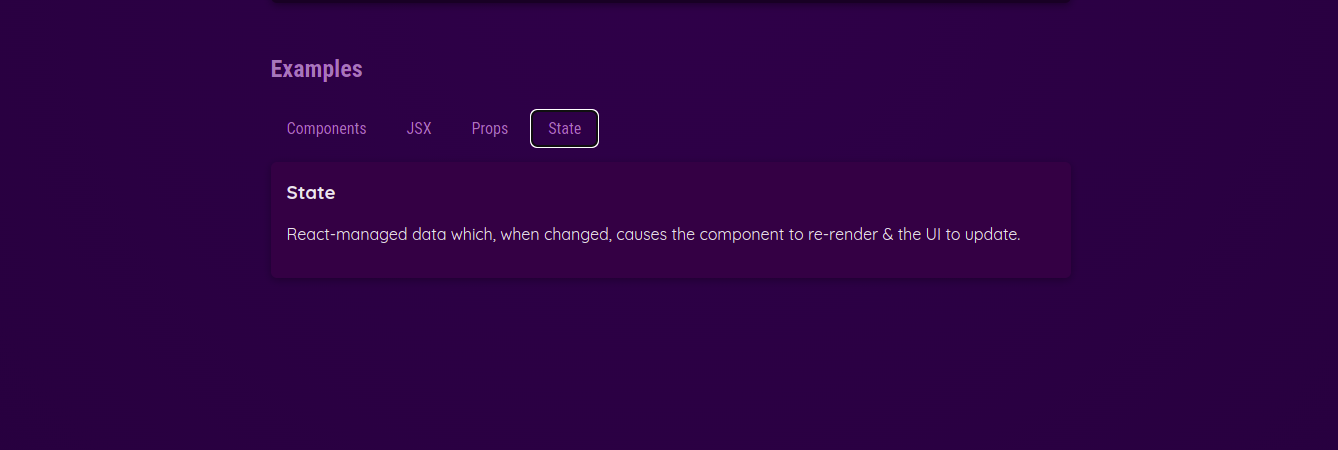 Examples
Components JSX Props State
State
React-managed data which, when changed, causes the component to re-render & the UI to update.